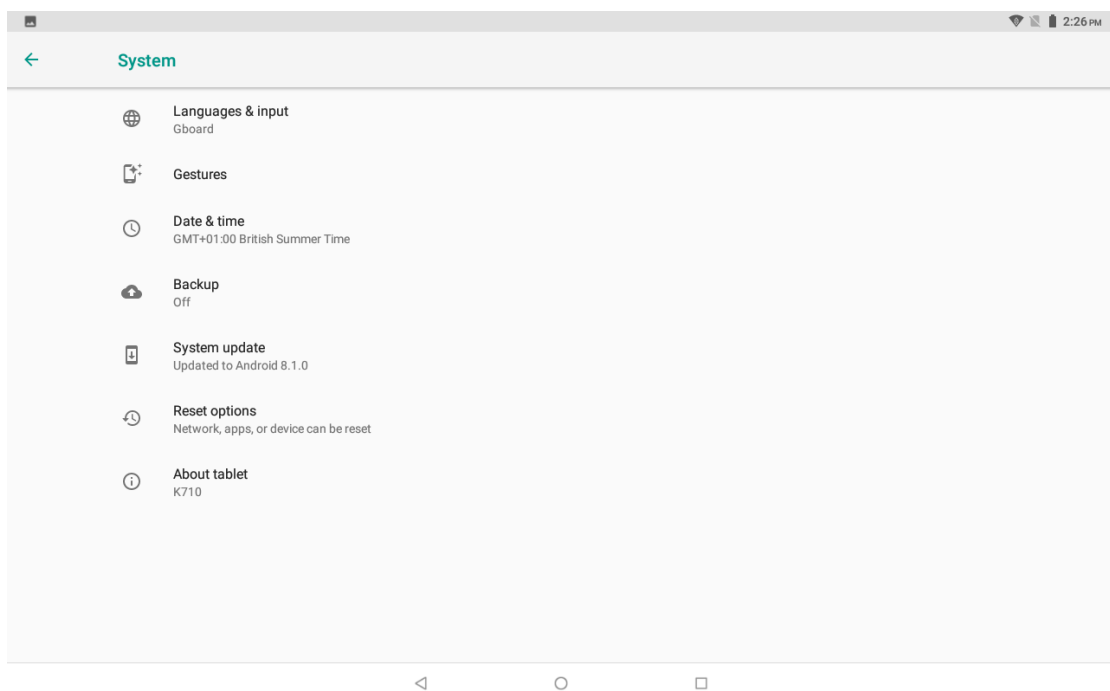 2:26 PM
System
Languages & input
Gboard
Gestures
Date & time
GMT+01:00 British Summer Time
Backup
Off
System update
Updated to Android 8.1.0
Reset options
Network, apps, or device can be reset
About tablet
K710